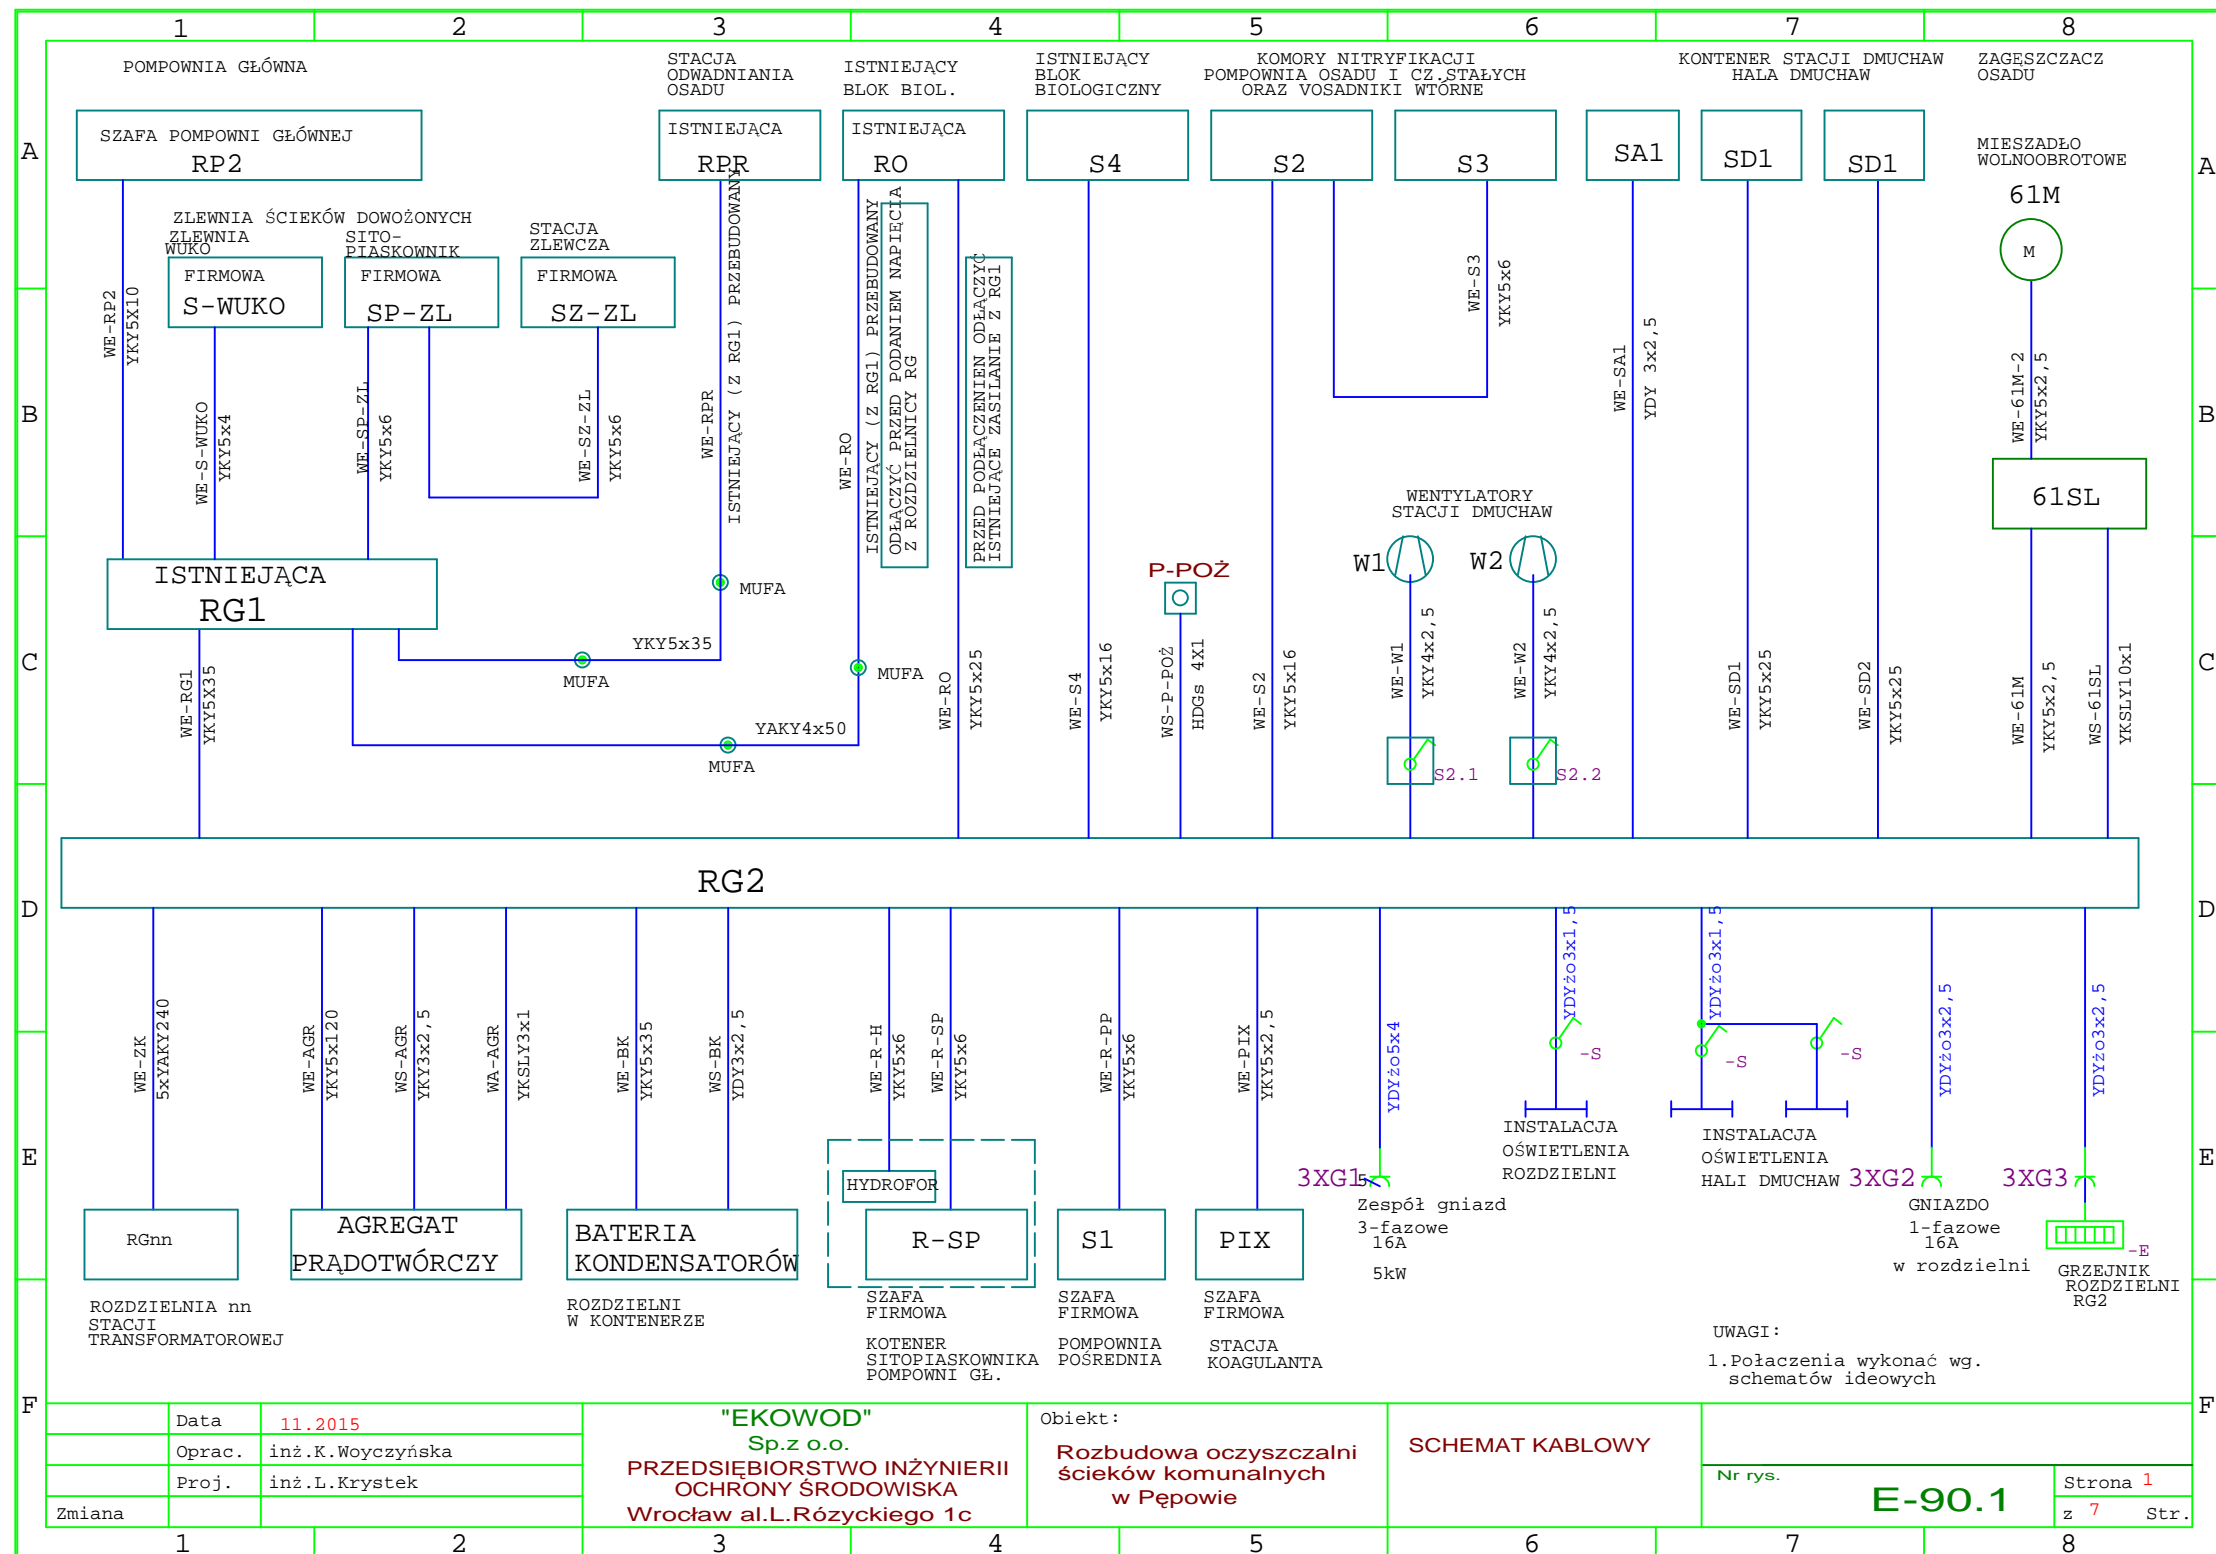 1 2 3 4 5 6 7 8
POMPOWNIA GŁÓWNA
STACJA
ODWADNIANIA
OSADU
ISTNIEJĄCY
BLOK BIOL.
ISTNIEJĄCY
BLOK
BIOLOGICZNY
KOMORY NITRYFIKACJI
POMPOWNIA OSADU I CZ.STAŁYCH
ORAZ VOSADNIKI WTÓRNE
KONTENER STACJI DMUCHAW
HALA DMUCHAW
ZAGĘSZCZACZ
OSADU
A
SZAFA POMPOWNI GŁÓWNEJ
RP2
ISTNIEJĄCA
RPR
ISTNIEJĄCA
RO
S4
S2
S3
SA1
SD1
SD1
MIESZADŁO
WOLNOOBROTOWE
61M
M
A
ZLEWNIA ŚCIEKÓW DOWOŻONYCH
ZLEWNIA
WUKO
SITO-
PIASKOWNIK
STACJA
ZLEWCZA
FIRMOWA
S-WUKO
FIRMOWA
SP-ZL
FIRMOWA
SZ-ZL
WE-RP2
YKY5X10
WE-S-WUKO
YKY5x4
WE-SP-ZL
YKY5x6
WE-SZ-ZL
YKY5x6
WE-RPR
ISTNIEJĄCY (Z RG1) PRZEBUDOWANY
WE-RO
ISTNIEJĄCY (Z RG1) PRZEBUDOWANY
ODŁĄCZYĆ PRZED PODANIEM NAPIĘCIA
Z ROZDZIELNICY RG
PRZED PODŁĄCZENIEN ODŁĄCZYĆ
ISTNIEJĄCE ZASILANIE Z RG1
WE-S3
YKY5x6
WE-SA1
YDY 3x2,5
WE-61M-2
YKY5x2,5
B
B
61SL
WENTYLATORY
STACJI DMUCHAW
W1
W2
P-POŻ
ISTNIEJĄCA
RG1
MUFA
MUFA
MUFA
MUFA
YKY5x35
YAKY4x50
C
C
WE-RG1
YKY5X35
WE-RO
YKY5x25
WE-S4
YKY5x16
WS-P-POŻ
HDGs 4X1
WE-S2
YKY5x16
WE-W1
YKY4x2,5
WE-W2
YKY4x2,5
S2.1
S2.2
WE-SD1
YKY5x25
WE-SD2
YKY5x25
WE-61M
YKY5x2,5
WS-61SL
YKSLY10x1
D
RG2
D
WE-ZK
5xYAKY240
WE-AGR
YKY5x120
WS-AGR
YKY3x2,5
WA-AGR
YKSLY3x1
WE-BK
YKY5x35
WS-BK
YDY3x2,5
WE-R-H
YKY5x6
WE-R-SP
YKY5x6
WE-R-PP
YKY5x6
WE-PIX
YKY5x2,5
YDYżo5x4
YDYżo3x1,5
-S
YDYżo3x1,5
-S
-S
YDYżo3x2,5
YDYżo3x2,5
E
E
RGnn
AGREGAT
PRĄDOTWÓRCZY
BATERIA
KONDENSATORÓW
HYDROFOR
R-SP
S1
PIX
3XG1
5
Zespół gniazd
3-fazowe
16A
5kW
INSTALACJA
OŚWIETLENIA
ROZDZIELNI
INSTALACJA
OŚWIETLENIA
HALI DMUCHAW
3XG2
GNIAZDO
1-fazowe
16A
w rozdzielni
3XG3
-E
GRZEJNIK
ROZDZIELNI
RG2
ROZDZIELNIA nn
STACJI
TRANSFORMATOROWEJ
ROZDZIELNI
W KONTENERZE
SZAFA
FIRMOWA
KOTENER
SITOPIASKOWNIKA
POMPOWNI GŁ.
SZAFA
FIRMOWA
POMPOWNIA
POŚREDNIA
SZAFA
FIRMOWA
STACJA
KOAGULANTA
UWAGI:
1.Połaczenia wykonać wg.
schematów ideowych
F
F
Data 11.2015
Oprac. inż.K.Woyczyńska
Proj. inż.L.Krystek
Zmiana
"EKOWOD"
Sp.z o.o.
PRZEDSIĘBIORSTWO INŻYNIERII
OCHRONY ŚRODOWISKA
Wrocław al.L.Rózyckiego 1c
Obiekt:
Rozbudowa oczyszczalni
ścieków komunalnych
w Pępowie
SCHEMAT KABLOWY
Nr rys.
E-90.1
Strona 1
z 7 Str.
1 2 3 4 5 6 7 8